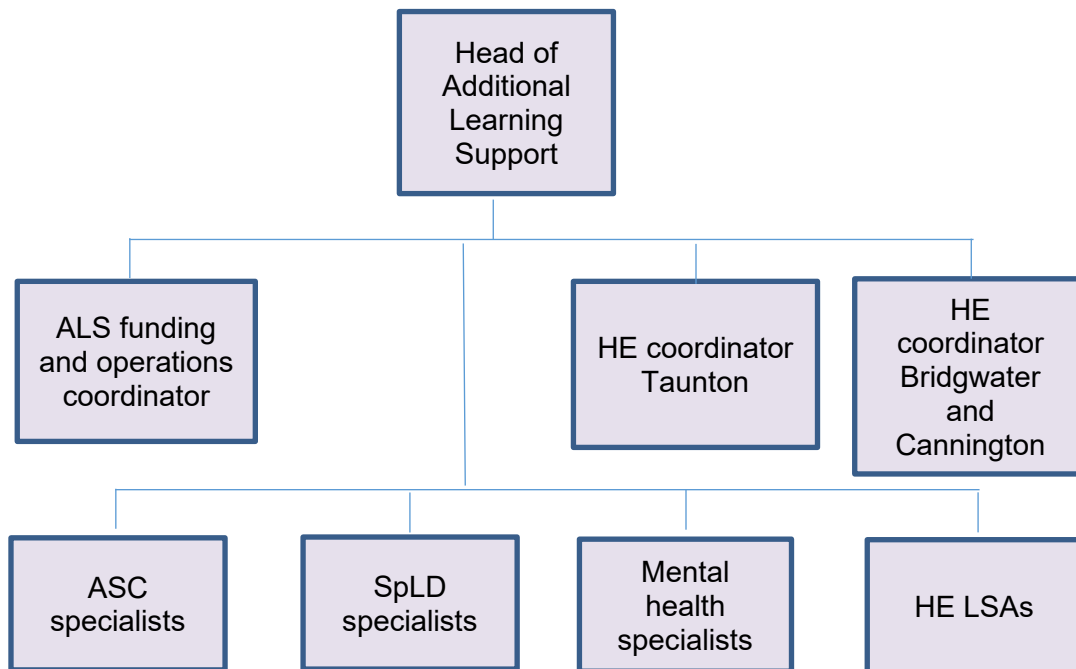 Head of
Additional
Learning
Support
ALS funding
and operations
coordinator
HE coordinator
Taunton
HE
coordinator
Bridgwater
and
Cannington
ASC
specialists
SpLD
specialists
Mental
health
specialists
HE LSAs